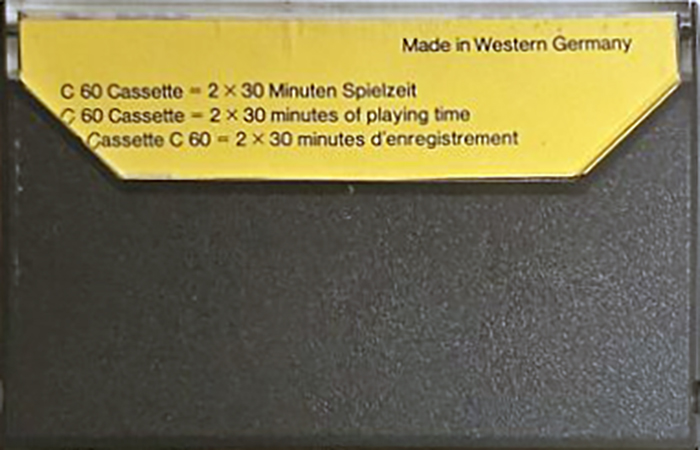 Made in Western Germany
C 60 Cassette = 2 × 30 Minuten Spielzeit
C 60 Cassette = 2 × 30 minutes of playing time
Cassette C 60 = 2 × 30 minutes d'enregistrement